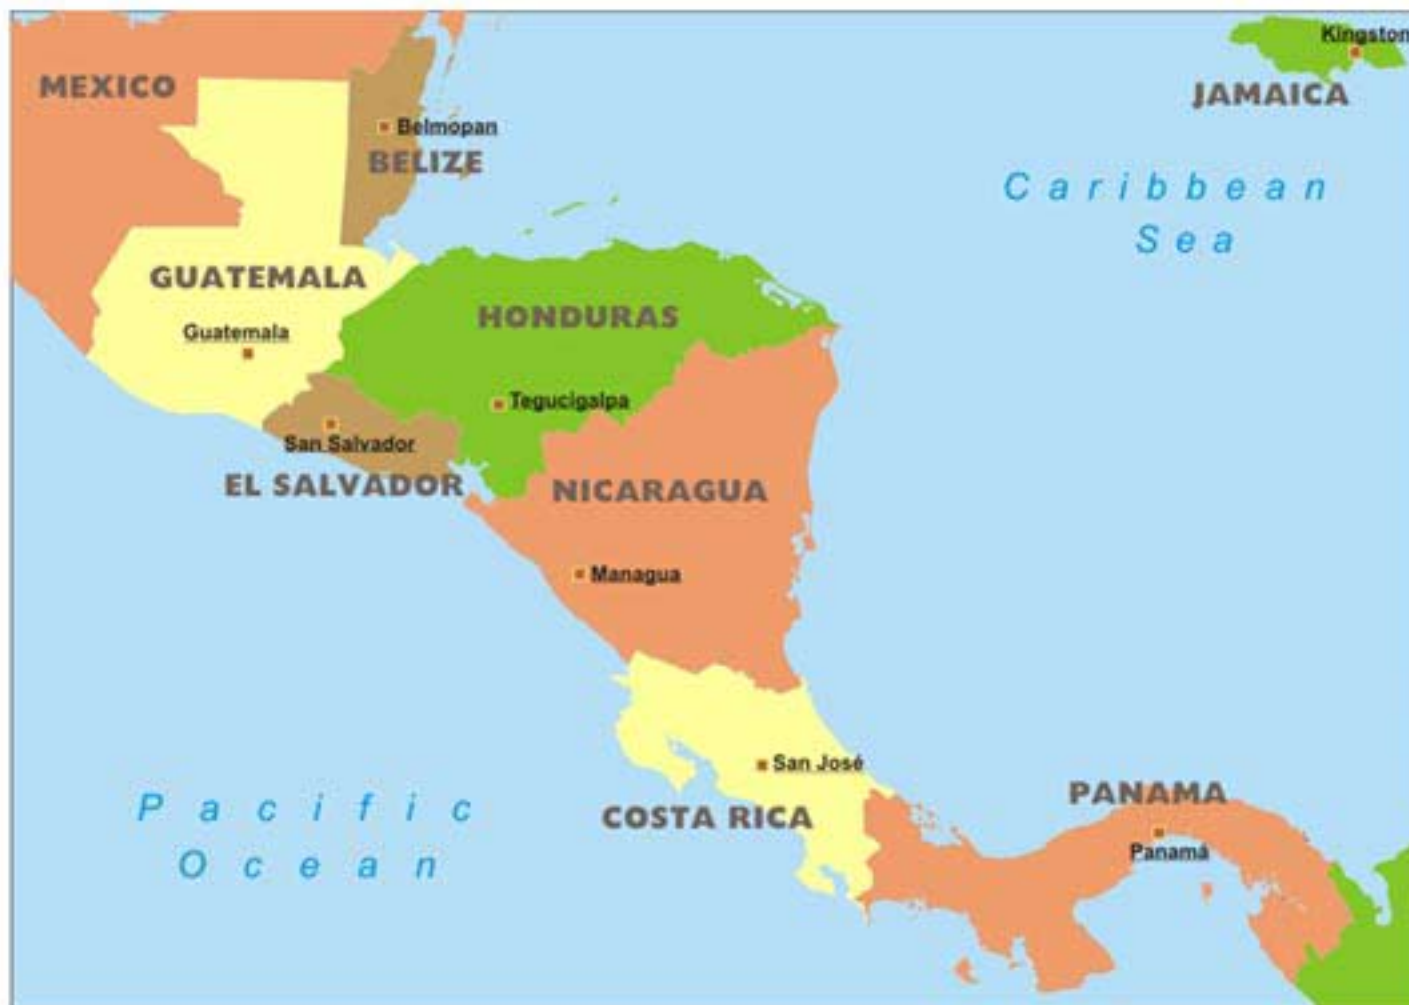 Kingston
MEXICO
JAMAICA
Belmopan
BELIZE
Caribbean
Sea
GUATEMALA
HONDURAS
Guatemala
Tegucigalpa
San Salvador
EL SALVADOR
NICARAGUA
Managua
San José
PANAMA
Pacific
COSTA RICA
Panamá
Ocean